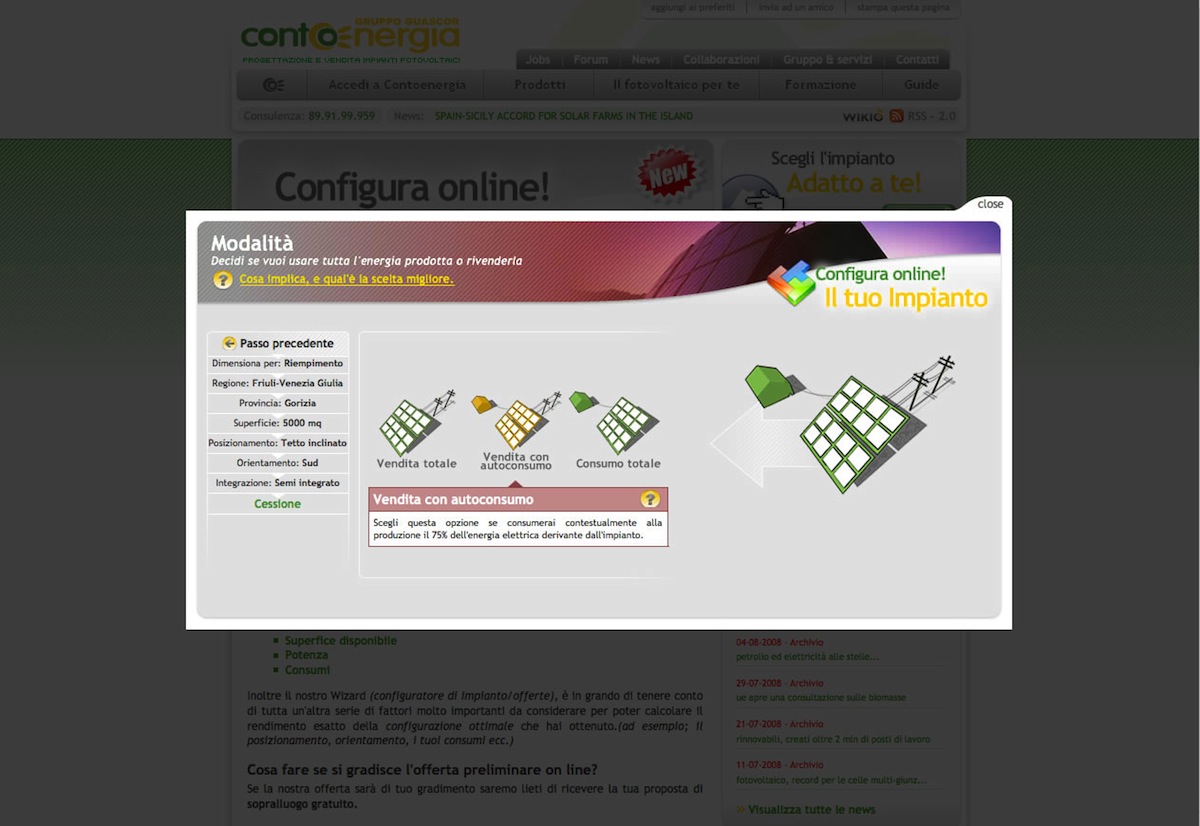 aggiungi ai preferiti | invia ad un amico | stampa questa pagina
GRUPPO GUASCOR
contoenergia
PROGETTAZIONE E VENDITA IMPIANTI FOTOVOLTAICI
Jobs Forum News Collaborazioni Gruppo & servizi Contatti
Accedi a Contoenergia Prodotti Il fotovoltaico per te Formazione Guide
Consulenza: 89.91.99.959 News: SPAIN-SICILY ACCORD FOR SOLAR FARMS IN THE ISLAND WIKIO RSS - 2.0
Configura online!
New
Scegli l'impianto
Adatto a te!
close
Modalità
Decidi se vuoi usare tutta l'energia prodotta o rivenderla
? Cosa implica, e qual'è la scelta migliore.
Configura online!
Il tuo Impianto
Passo precedente
Dimensiona per: Riempimento
Regione: Friuli-Venezia Giulia
Provincia: Gorizia
Superficie: 5000 mq
Posizionamento: Tetto inclinato
Orientamento: Sud
Integrazione: Semi integrato
Cessione
Vendita totale
Vendita con
autoconsumo
Consumo totale
Vendita con autoconsumo ?
Scegli questa opzione se consumerai contestualmente alla
produzione il 75% dell'energia elettrica derivante dall'impianto.
Superfice disponibile
Potenza
Consumi
Inoltre il nostro Wizard (configuratore di Impianto/offerte), è in grando di tenere conto
di tutta un'altra serie di fattori molto importanti da considerare per poter calcolare il
rendimento esatto della configurazione ottimale che hai ottenuto.(ad esempio; il
posizionamento, orientamento, i tuoi consumi ecc.)
Cosa fare se si gradisce l'offerta preliminare on line?
Se la nostra offerta sarà di tuo gradimento saremo lieti di ricevere la tua proposta di
sopralluogo gratuito.
04-08-2008 - Archivio
petrolio ed elettricità alle stelle...
29-07-2008 - Archivio
ue apre una consultazione sulle biomasse
21-07-2008 - Archivio
rinnovabili, creati oltre 2 mln di posti di lavoro
11-07-2008 - Archivio
fotovoltaico, record per le celle multi-giunz...
» Visualizza tutte le news